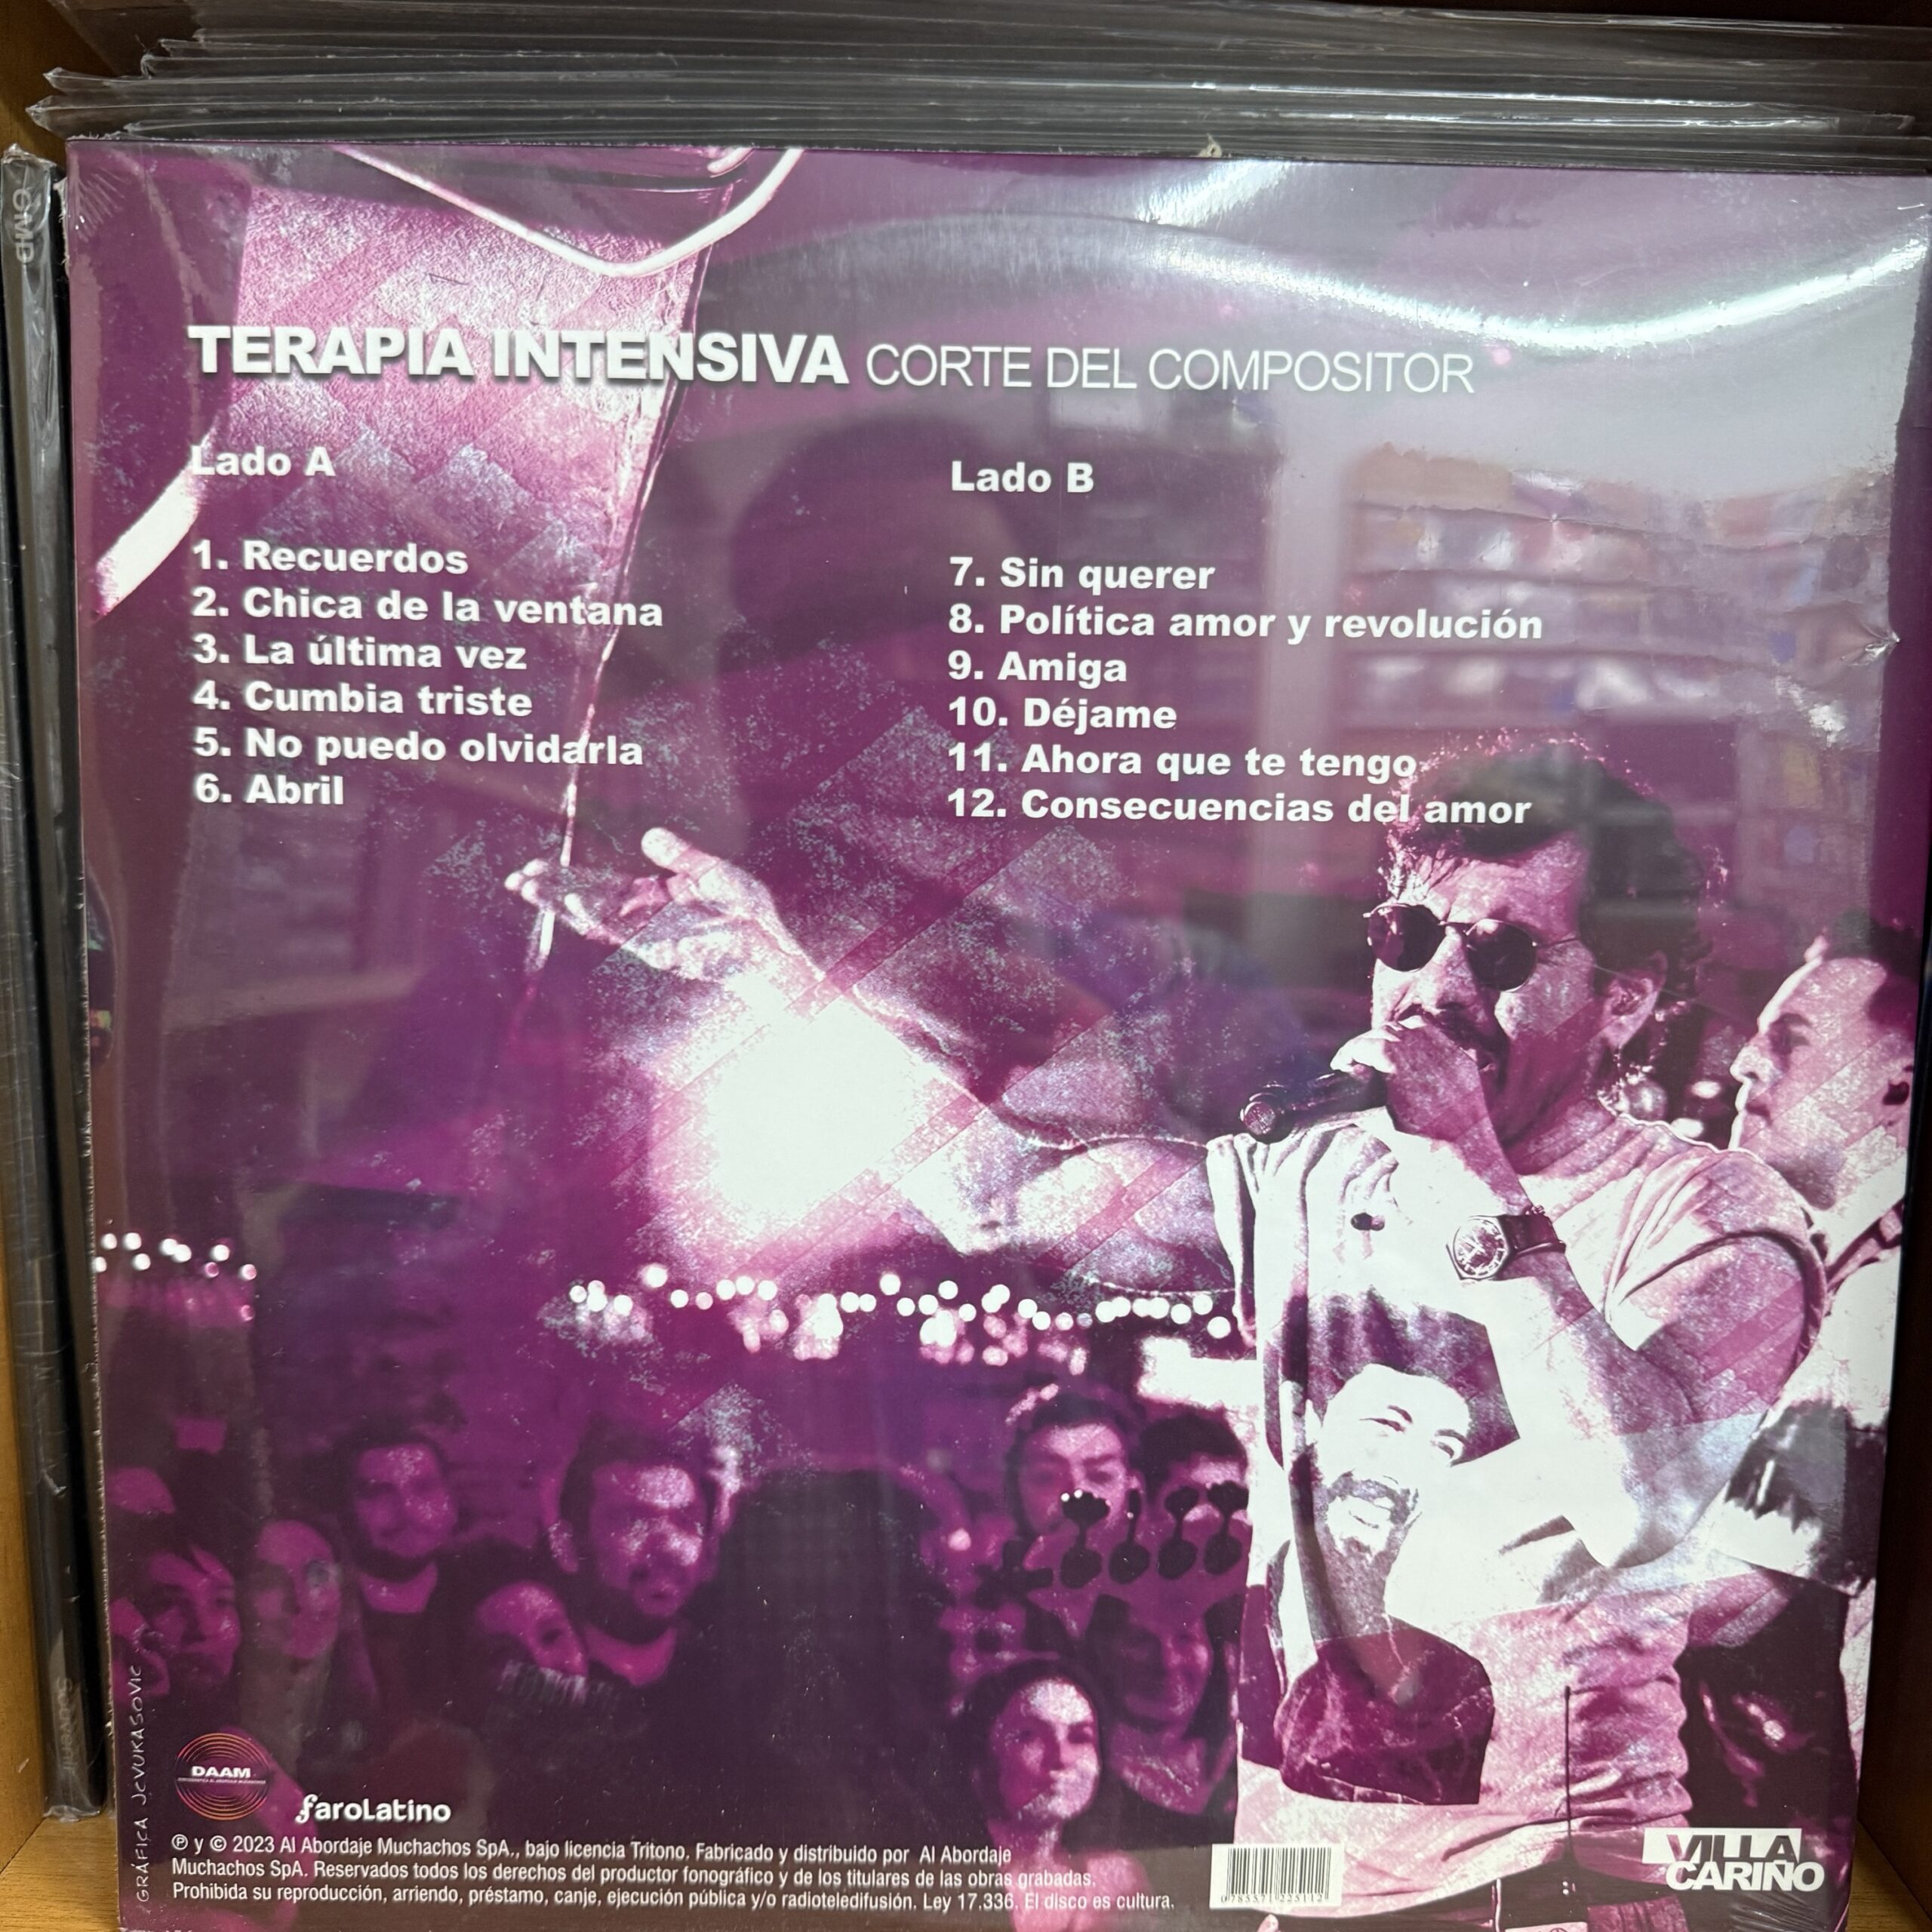 TERAPIA INTENSIVA CORTE DEL COMPOSITOR
Lado A
1. Recuerdos
2. Chica de la ventana
3. La última vez
4. Cumbia triste
5. No puedo olvidarla
6. Abril
Lado B
7. Sin querer
8. Política amor y revolución
9. Amiga
10. Déjame
11. Ahora que te tengo
12. Consecuencias del amor
GRÁFICA JCVUKASOVIC
DAAM
faroLatino
℗ y © 2023 Al Abordaje Muchachos SpA., bajo licencia Tritono. Fabricado y distribuido por Al Abordaje
Muchachos SpA. Reservados todos los derechos del productor fonográfico y de los titulares de las obras grabadas.
Prohibida su reproducción, arriendo, préstamo, canje, ejecución pública y/o radioteledifusión. Ley 17.336. El disco es cultura.
VILLA
CARIÑO